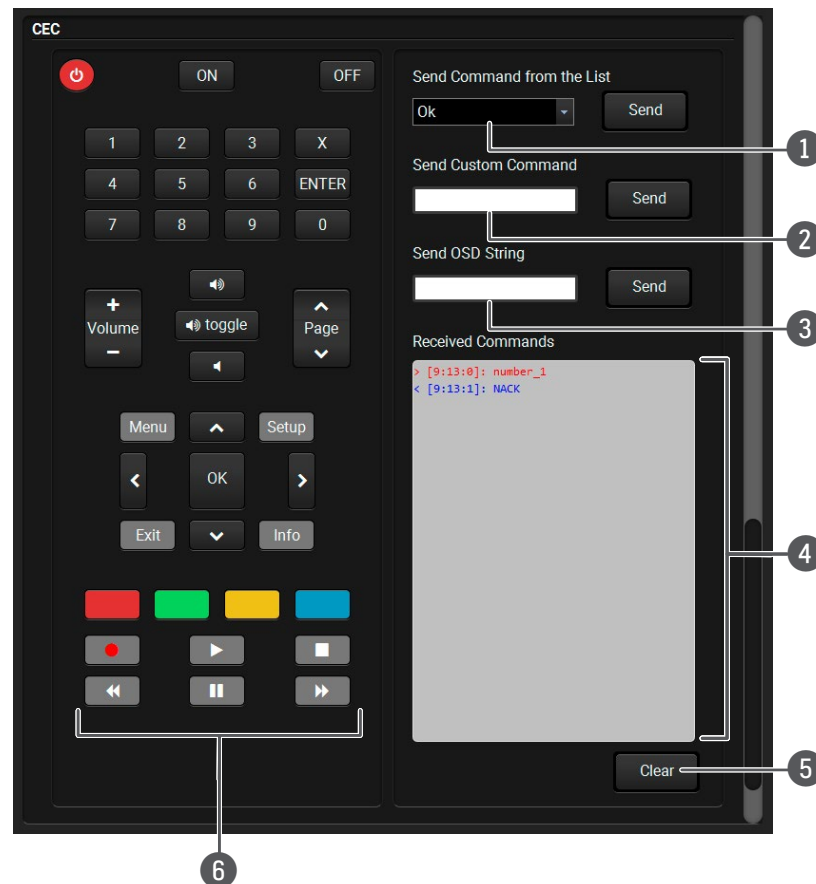 CEC
ON OFF
1 2 3 X
4 5 6 ENTER
7 8 9 0
+
Volume
−
toggle
Page
Menu Setup
OK
Exit Info
Send Command from the List
Ok Send
1
Send Custom Command
Send
2
Send OSD String
Send
3
Received Commands
> [9:13:0]: number_1
< [9:13:1]: NACK
4
Clear
5
6